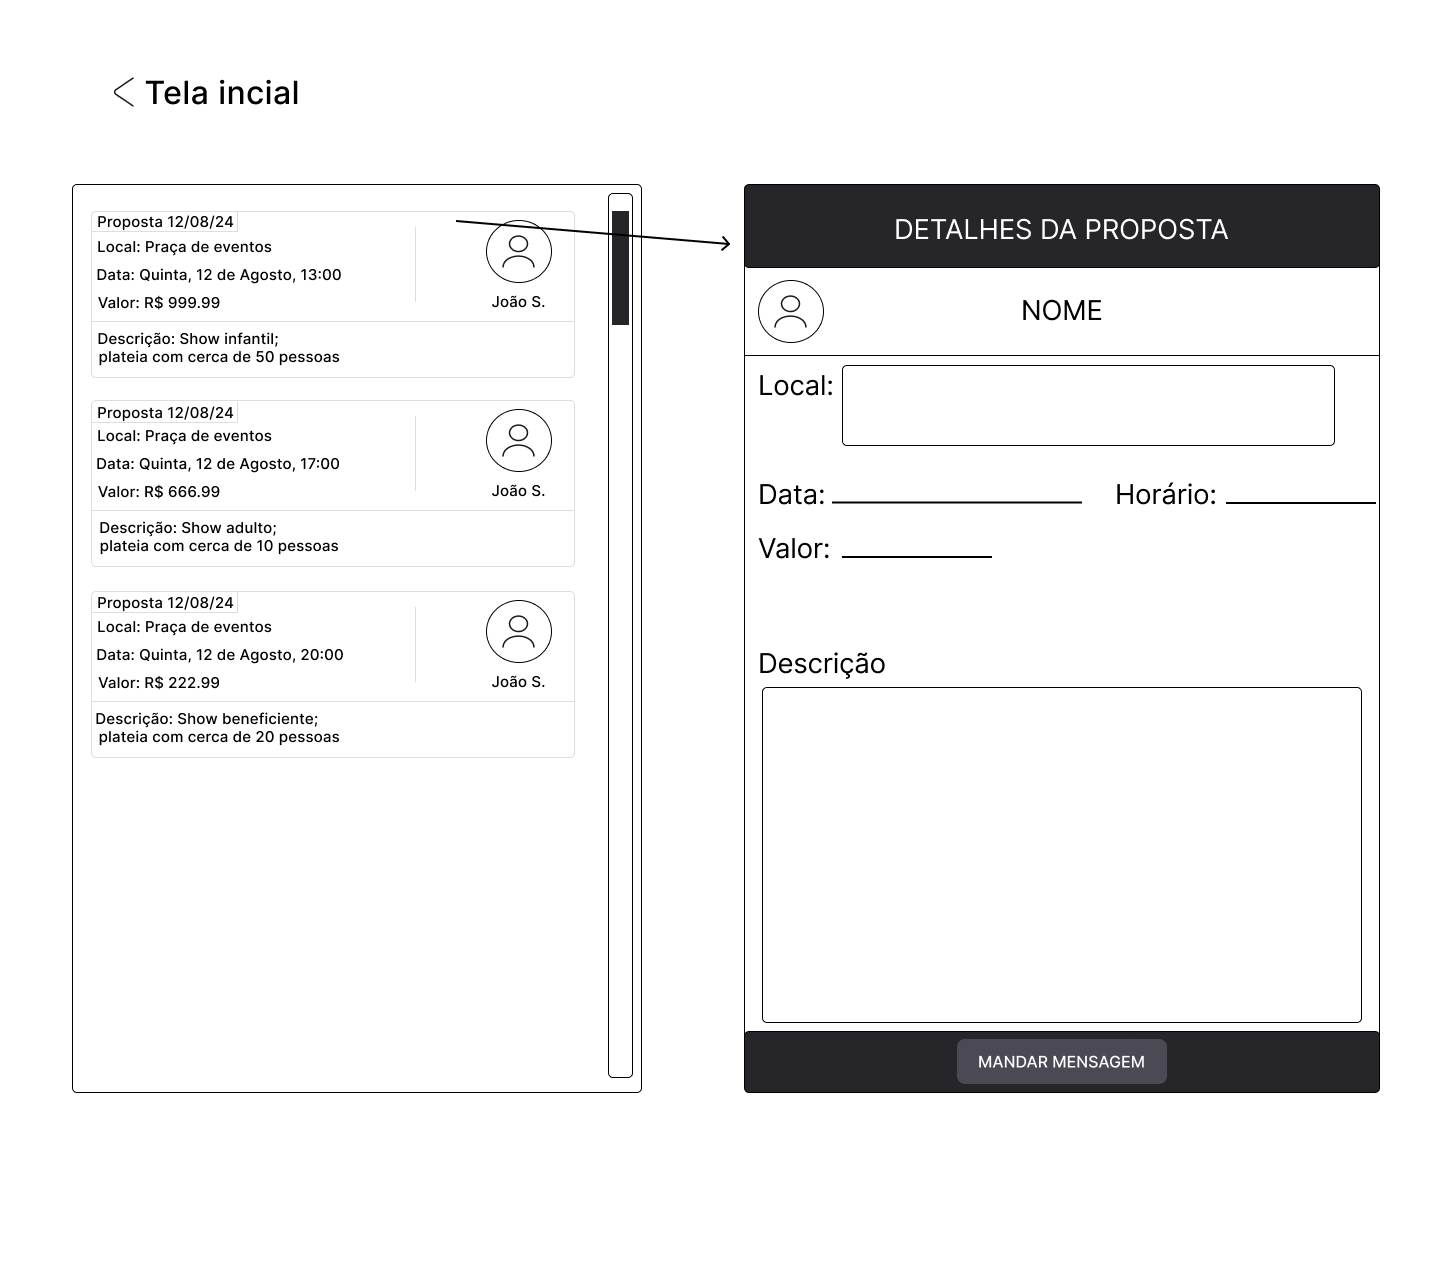 Tela incial
Proposta 12/08/24
Local: Praça de eventos
Data: Quinta, 12 de Agosto, 13:00
Valor: R$ 999.99
João S.
Descrição: Show infantil;
plateia com cerca de 50 pessoas
Proposta 12/08/24
Local: Praça de eventos
Data: Quinta, 12 de Agosto, 17:00
Valor: R$ 666.99
João S.
Descrição: Show adulto;
plateia com cerca de 10 pessoas
Proposta 12/08/24
Local: Praça de eventos
Data: Quinta, 12 de Agosto, 20:00
Valor: R$ 222.99
João S.
Descrição: Show beneficiente;
plateia com cerca de 20 pessoas
DETALHES DA PROPOSTA
NOME
Local:
Data: Horário:
Valor:
Descrição
MANDAR MENSAGEM